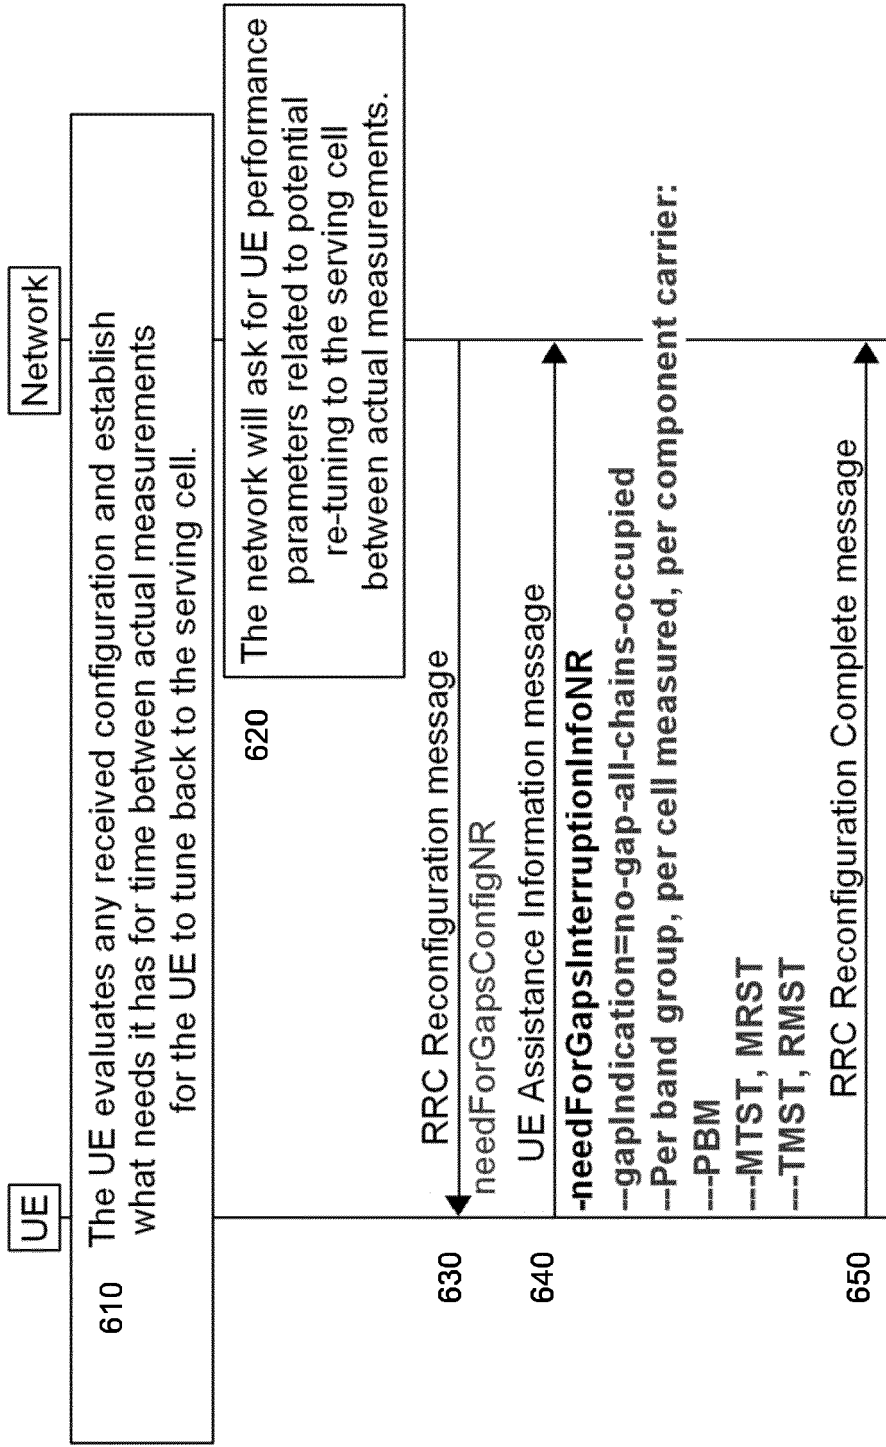 UE
Network
610
The UE evaluates any received configuration and establish
what needs it has for time between actual measurements
for the UE to tune back to the serving cell.
620
The network will ask for UE performance
parameters related to potential
re-tuning to the serving cell
between actual measurements.
630
RRC Reconfiguration message
needForGapsConfigNR
640
UE Assistance Information message
-needForGapsInterruptionInfoNR
--gapIndication=no-gap-all-chains-occupied
--Per band group, per cell measured, per component carrier:
---PBM
---MTST, MRST
---TMST, RMST
650
RRC Reconfiguration Complete message